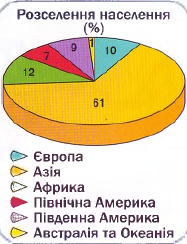 Розселення населення
(%)
9
1
10
7
12
61
Європа
Азія
Африка
Північна Америка
Південна Америка
Австралія та Океанія